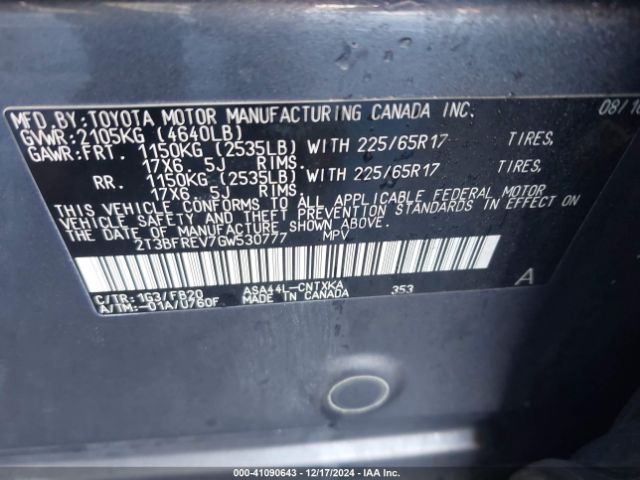 MFD.BY:TOYOTA MOTOR MANUFACTURING CANADA INC. 08/16
GVWR:2105KG (4640LB)
GAWR:FRT. 1150KG (2535LB) WITH 225/65R17 TIRES,
17X6.5J RIMS.
RR. 1150KG (2535LB) WITH 225/65R17 TIRES,
17X6.5J RIMS.
THIS VEHICLE CONFORMS TO ALL APPLICABLE FEDERAL MOTOR
VEHICLE SAFETY AND THEFT PREVENTION STANDARDS IN EFFECT ON
THE DATE OF MANUFACTURE SHOWN ABOVE.
2T3BFREV7GW530777 MPV
C/TR:1G3/FB20 ASA44L-CNTXKA 353 A
A/TM:-01A/U760F MADE IN CANADA
000-41090643 - 12/17/2024 - IAA Inc.